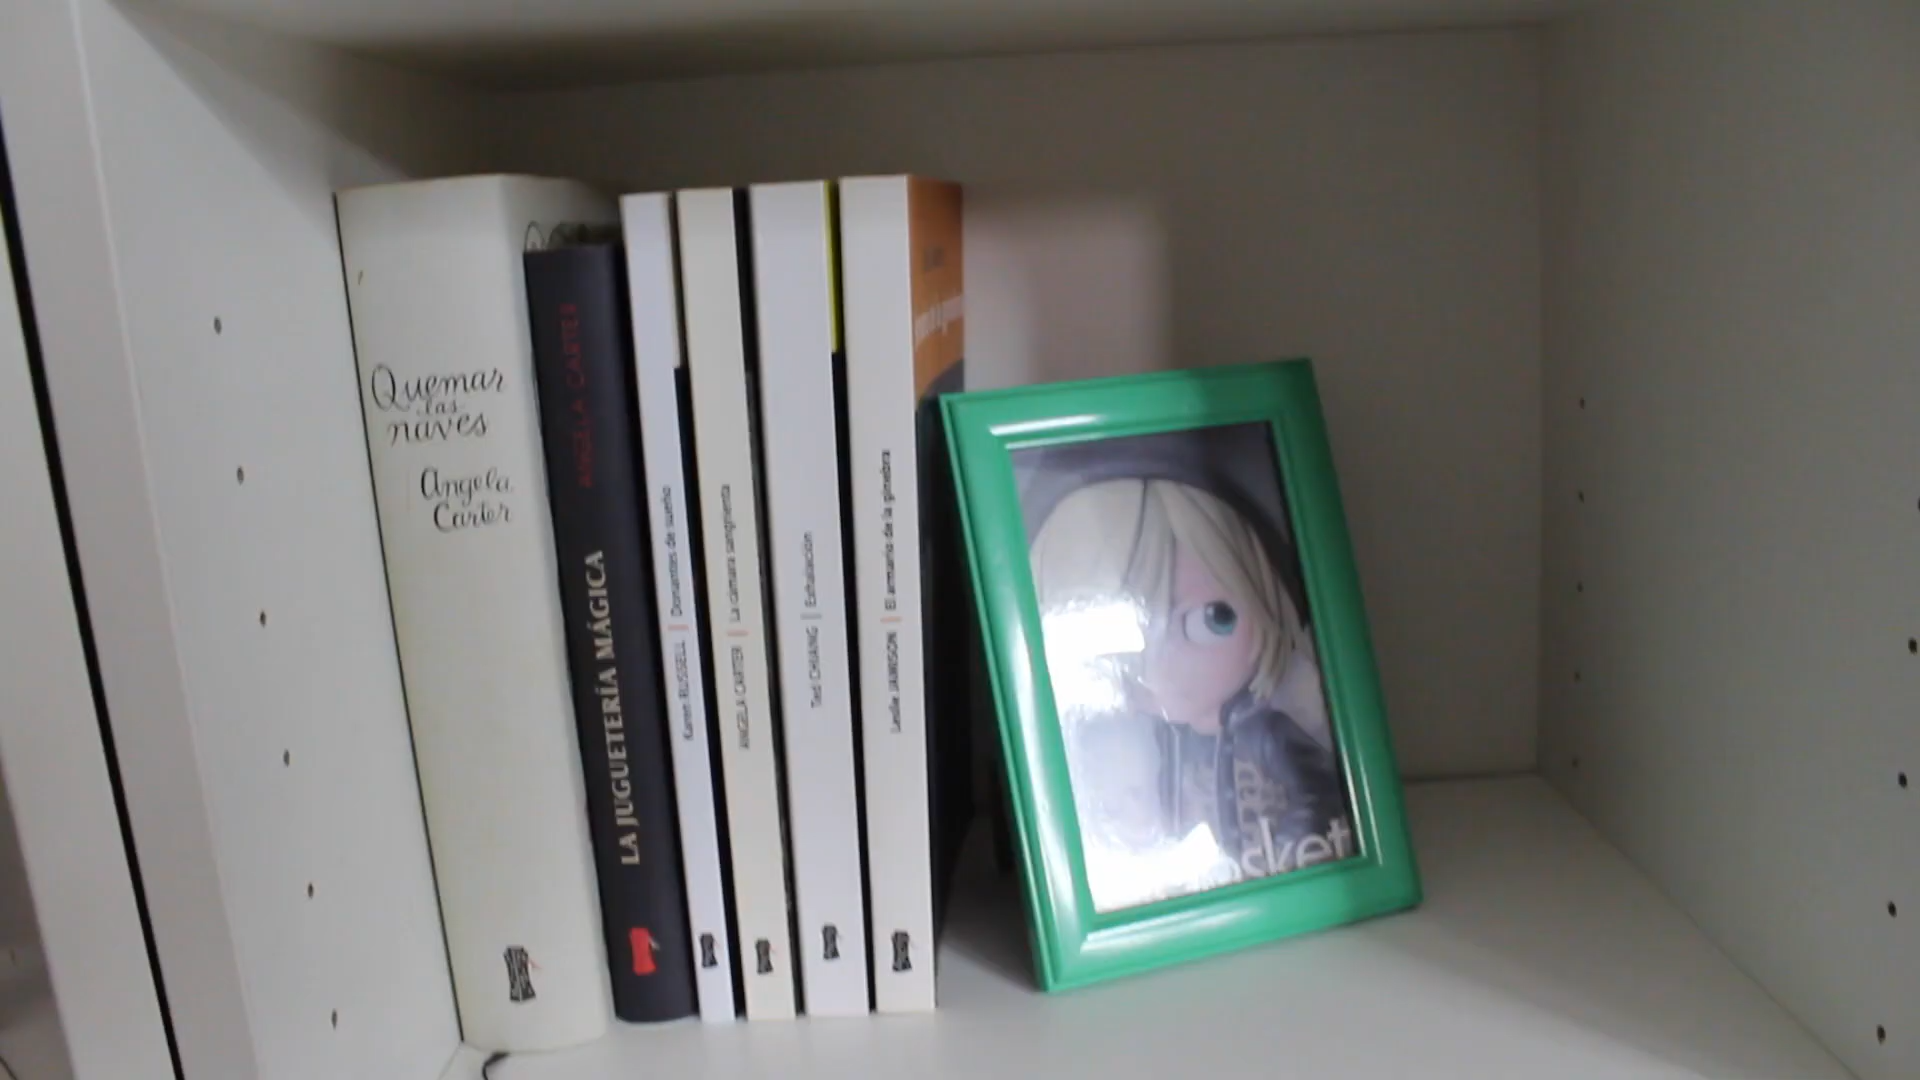 Quemar
las
naves
Angela
Carter
ANGELA CARTER
LA JUGUETERÍA MÁGICA
Karen RUSSELL | Donantes de sueño
ANGELA CARTER | La cámara sangrienta
Ted CHIANG | Exhalación
Leslie JAMISON | El armario de la ginebra